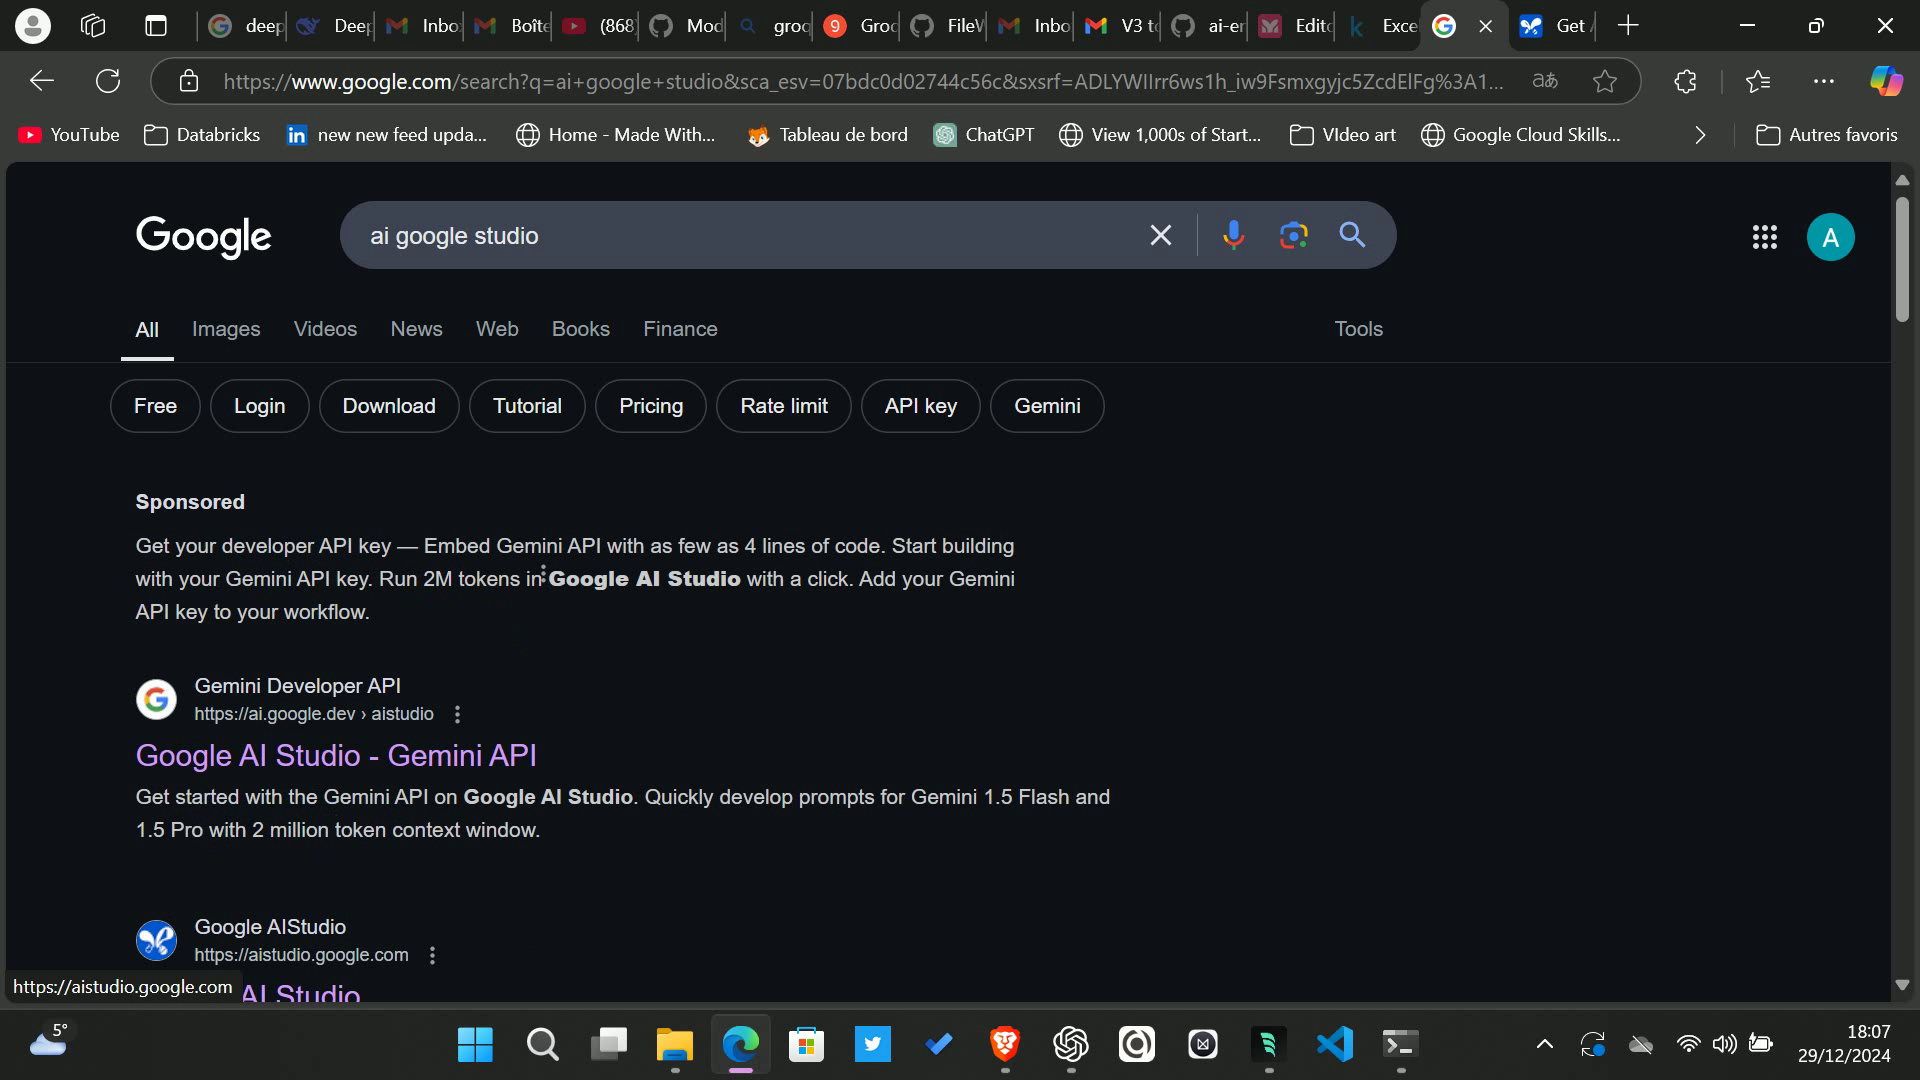 deep
Deep
Inbo
Boîte
(868
Mod
groq
9
Groq
FileV
Inbo
V3 to
ai-er
Edito
Exce
Get
https://www.google.com/search?q=ai+google+studio&sca_esv=07bdc0d02744c56c&sxsrf=ADLYWIIrr6ws1h_iw9Fsmxgyjc5ZcdElFg%3A1...
aあ
YouTube
Databricks
in
new new feed upda...
Home - Made With...
Tableau de bord
ChatGPT
View 1,000s of Start...
VIdeo art
Google Cloud Skills...
Autres favoris
Google
ai google studio
A
All
Images
Videos
News
Web
Books
Finance
Tools
Free
Login
Download
Tutorial
Pricing
Rate limit
API key
Gemini
Sponsored
Get your developer API key — Embed Gemini API with as few as 4 lines of code. Start building
with your Gemini API key. Run 2M tokens in Google AI Studio with a click. Add your Gemini
API key to your workflow.
Gemini Developer API
https://ai.google.dev › aistudio
Google AI Studio - Gemini API
Get started with the Gemini API on Google AI Studio. Quickly develop prompts for Gemini 1.5 Flash and
1.5 Pro with 2 million token context window.
Google AIStudio
https://aistudio.google.com
https://aistudio.google.com
AI Studio
5°
18:07
29/12/2024